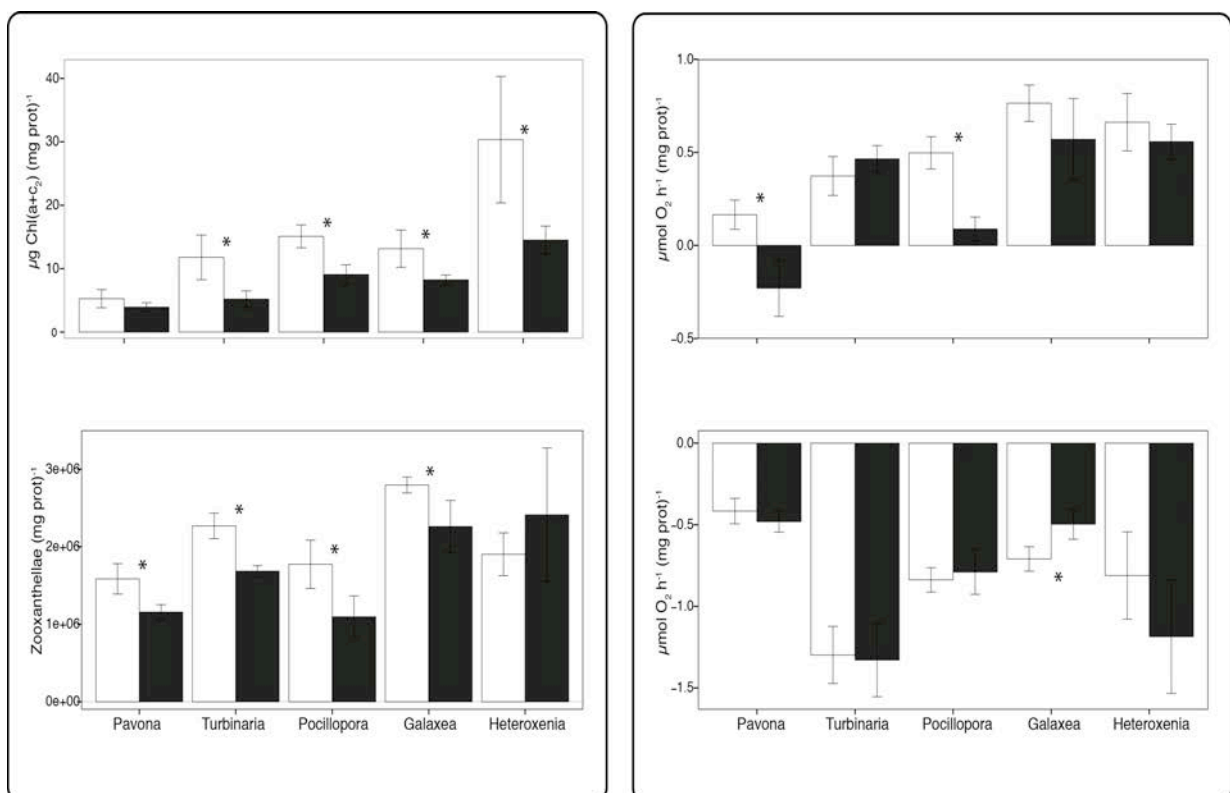 µg Chl(a+c₂) (mg prot)⁻¹
40
30
20
10
0
*
*
*
*
Zooxanthellae (mg prot)⁻¹
3e+06
2e+06
1e+06
0e+00
*
*
*
*
Pavona Turbinaria Pocillopora Galaxea Heteroxenia
µmol O₂ h⁻¹ (mg prot)⁻¹
1.0
0.5
0.0
−0.5
*
*
µmol O₂ h⁻¹ (mg prot)⁻¹
0.0
−0.5
−1.0
−1.5
*
Pavona Turbinaria Pocillopora Galaxea Heteroxenia